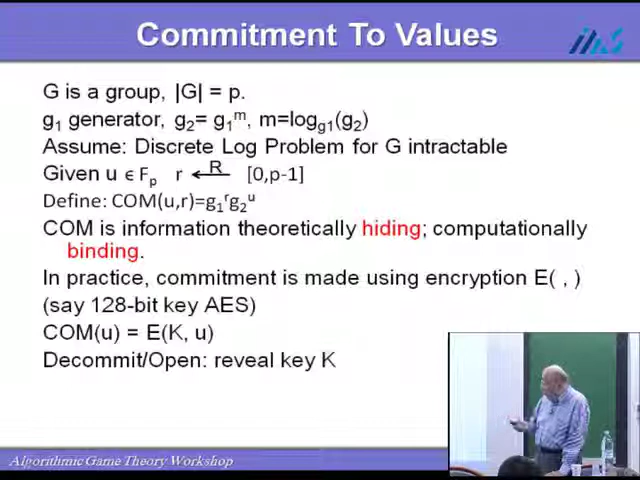 Commitment To Values
G is a group, |G| = p.
g₁ generator, g₂= g₁ᵐ, m=log_g1(g₂)
Assume: Discrete Log Problem for G intractable
Given u ϵ Fₚ r ←R [0,p-1]
Define: COM(u,r)=g₁ʳg₂ᵘ
COM is information theoretically hiding; computationally
binding.
In practice, commitment is made using encryption E( , )
(say 128-bit key AES)
COM(u) = E(K, u)
Decommit/Open: reveal key K
Algorithmic Game Theory Workshop